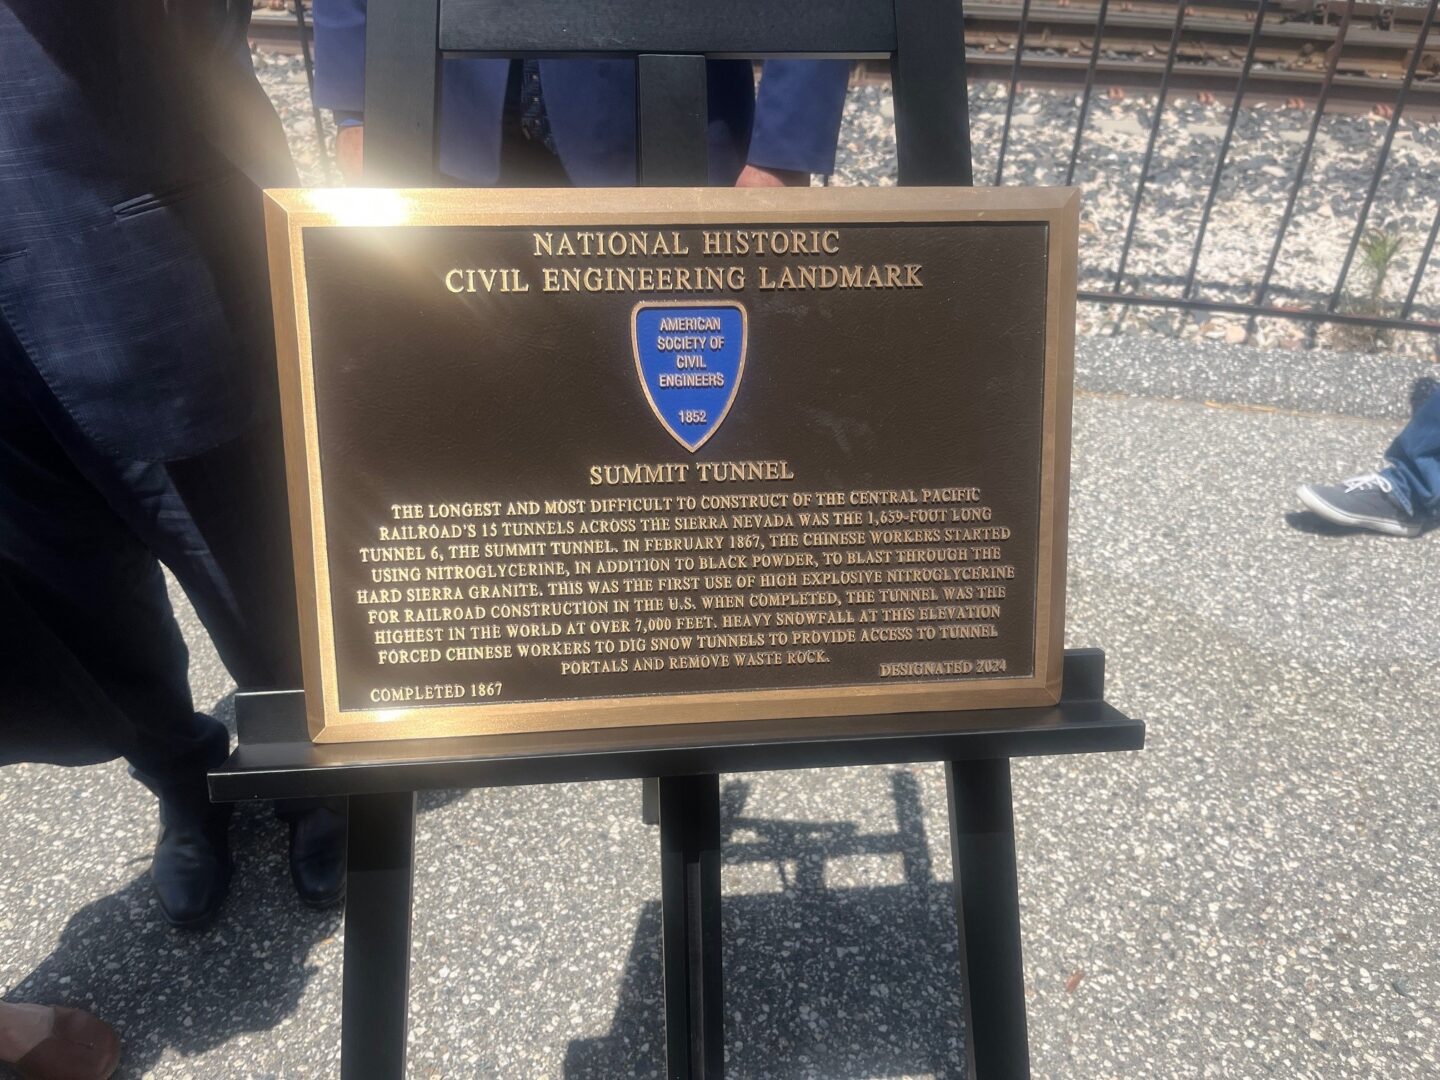 NATIONAL HISTORIC
CIVIL ENGINEERING LANDMARK
AMERICAN
SOCIETY OF
CIVIL
ENGINEERS
1852
SUMMIT TUNNEL
THE LONGEST AND MOST DIFFICULT TO CONSTRUCT OF THE CENTRAL PACIFIC
RAILROAD'S 15 TUNNELS ACROSS THE SIERRA NEVADA WAS THE 1,659-FOOT LONG
TUNNEL 6, THE SUMMIT TUNNEL. IN FEBRUARY 1867, THE CHINESE WORKERS STARTED
USING NITROGLYCERINE, IN ADDITION TO BLACK POWDER, TO BLAST THROUGH THE
HARD SIERRA GRANITE. THIS WAS THE FIRST USE OF HIGH EXPLOSIVE NITROGLYCERINE
FOR RAILROAD CONSTRUCTION IN THE U.S. WHEN COMPLETED, THE TUNNEL WAS THE
HIGHEST IN THE WORLD AT OVER 7,000 FEET. HEAVY SNOWFALL AT THIS ELEVATION
FORCED CHINESE WORKERS TO DIG SNOW TUNNELS TO PROVIDE ACCESS TO TUNNEL
PORTALS AND REMOVE WASTE ROCK.
COMPLETED 1867
DESIGNATED 2024